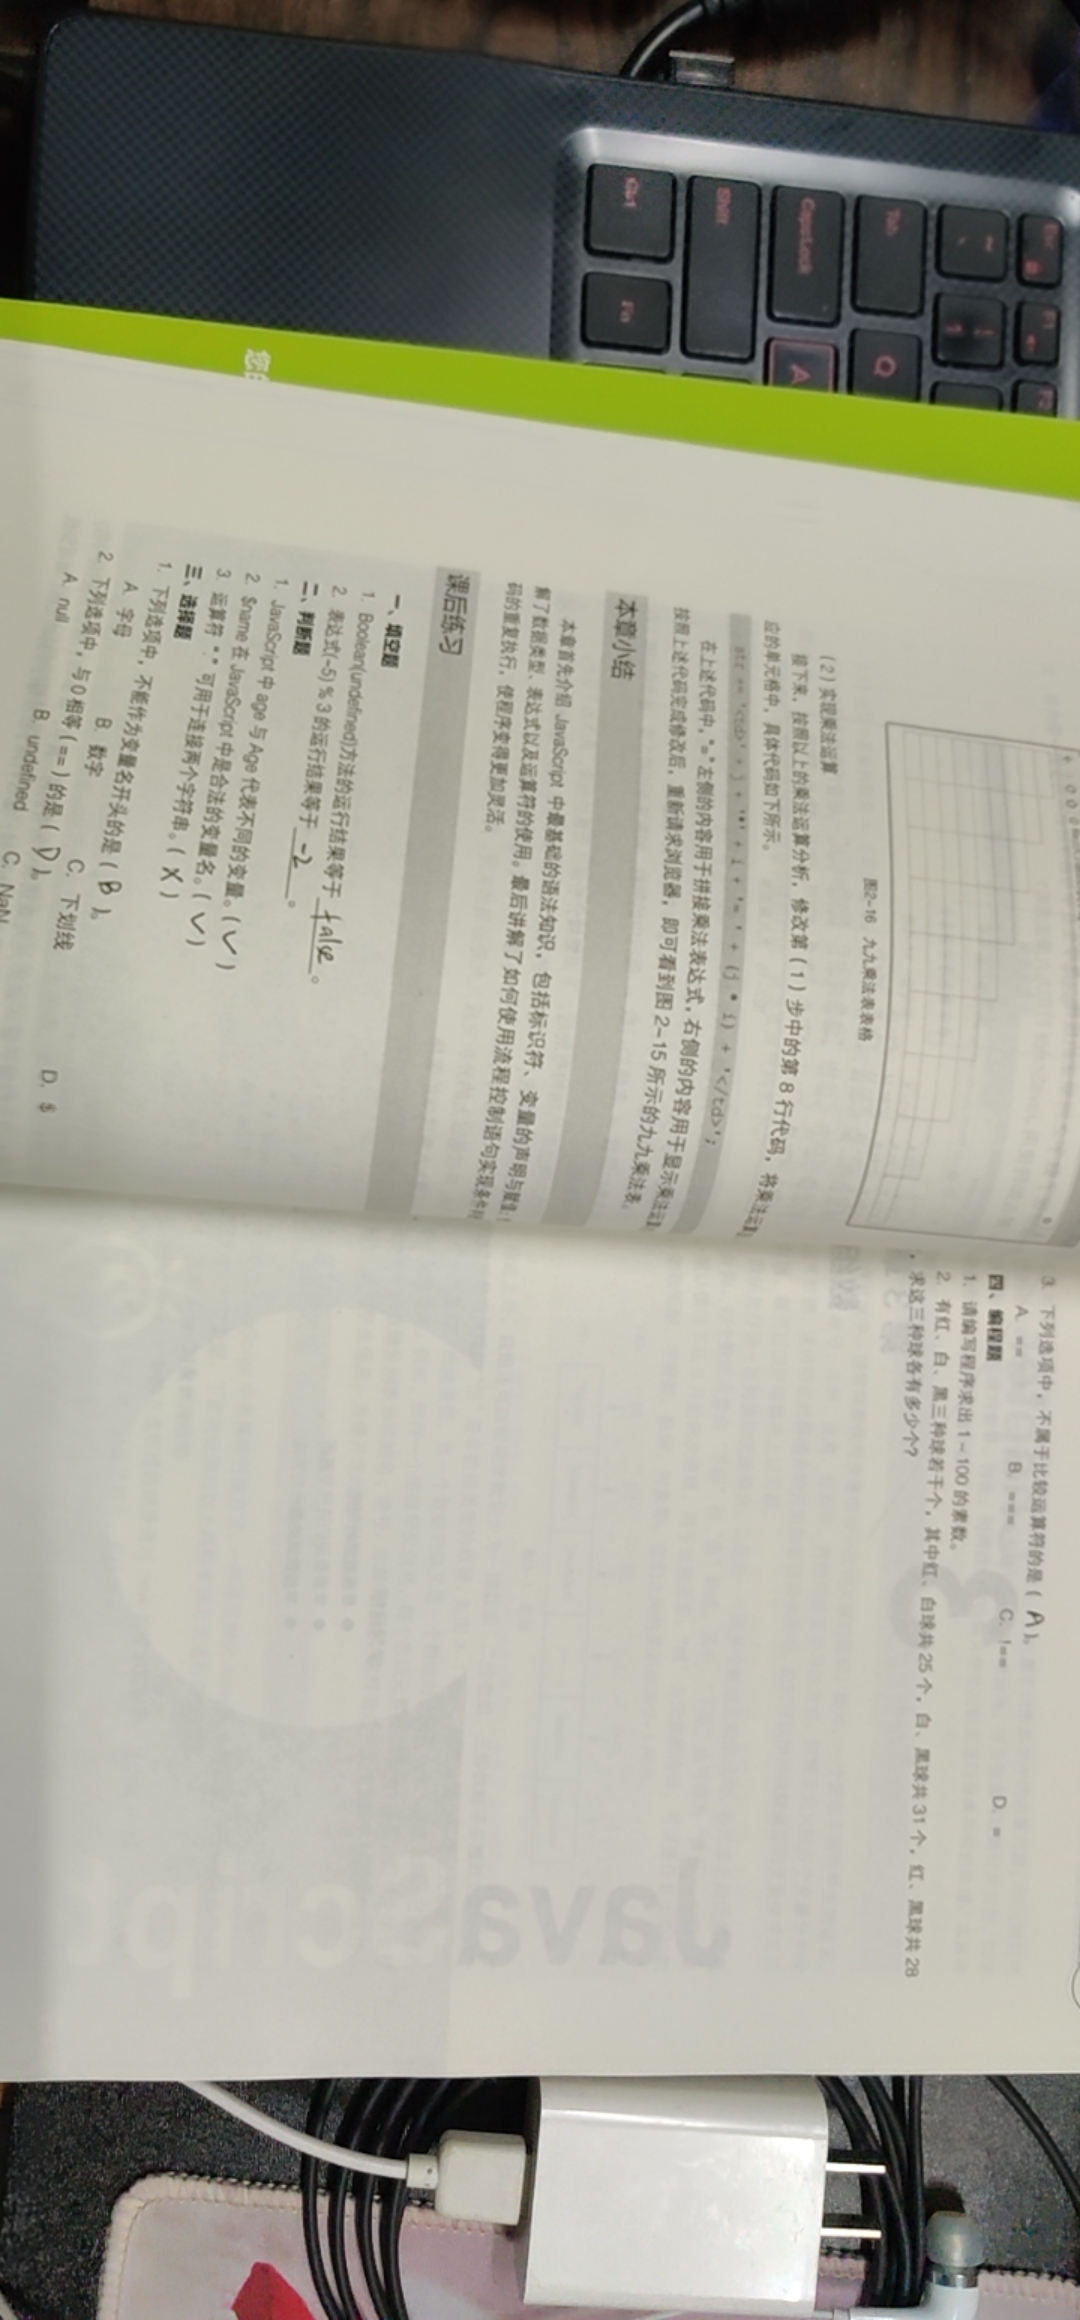 Esc
F1
F2
~
!
1
Tab
Q
CapsLock
A
Shift
Ctrl
Fn
图2-16 九九乘法表表格
（2）实现乘法运算
接下来，按照以上的乘法运算分析，修改第（1）步中的第 8 行代码，将乘法运算
应的单元格中，具体代码如下所示。
str += '<td>' + j + '*' + i + '=' + (j * i) + '</td>';
在上述代码中，"="左侧的内容用于拼接乘法表达式，右侧的内容用于显示乘法运算
按照上述代码完成修改后，重新请求浏览器，即可看到图 2-15 所示的九九乘法表。
本章小结
本章首先介绍 JavaScript 中最基础的语法知识，包括标识符、变量的声明与赋值
解了数据类型、表达式以及运算符的使用。最后讲解了如何使用流程控制语句实现条件
码的重复执行，使程序变得更加灵活。
课后练习
一、填空题
1. Boolean(undefined)方法的运行结果等于 false 。
2. 表达式(-5) % 3 的运行结果等于 -2 。
二、判断题
1. JavaScript 中 age 与 Age 代表不同的变量。( √ )
2. $name 在 JavaScript 中是合法的变量名。( √ )
3. 运算符"."可用于连接两个字符串。( X )
三、选择题
1. 下列选项中，不能作为变量名开头的是（ B ）。
A. 字母 B. 数字 C. 下划线 D. $
2. 下列选项中，与 0 相等（==）的是（ D ）。
A. null B. undefined C. NaN
3. 下列选项中，不属于比较运算符的是（ A ）。
A. == B. === C. !== D. =
四、编程题
1. 请编写程序求出 1~100 的素数。
2. 有红、白、黑三种球若干个，其中红、白球共 25 个，白、黑球共 31 个，红、黑球共 28
，求这三种球各有多少个？